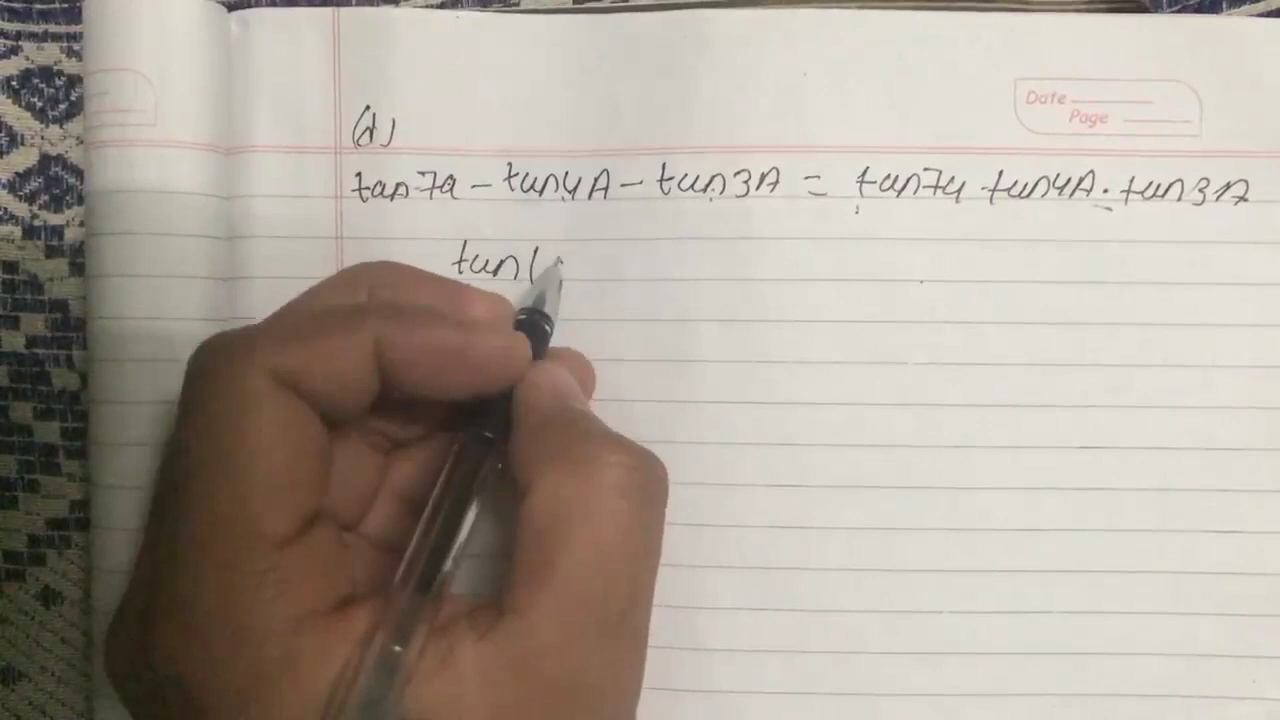 Date
Page
(d)
tan7a - tan4A - tan3A = tan7a tan4A . tan3A
tan(